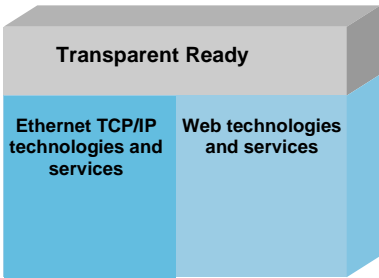 Transparent Ready
Ethernet TCP/IP
technologies and
services
Web technologies
and services